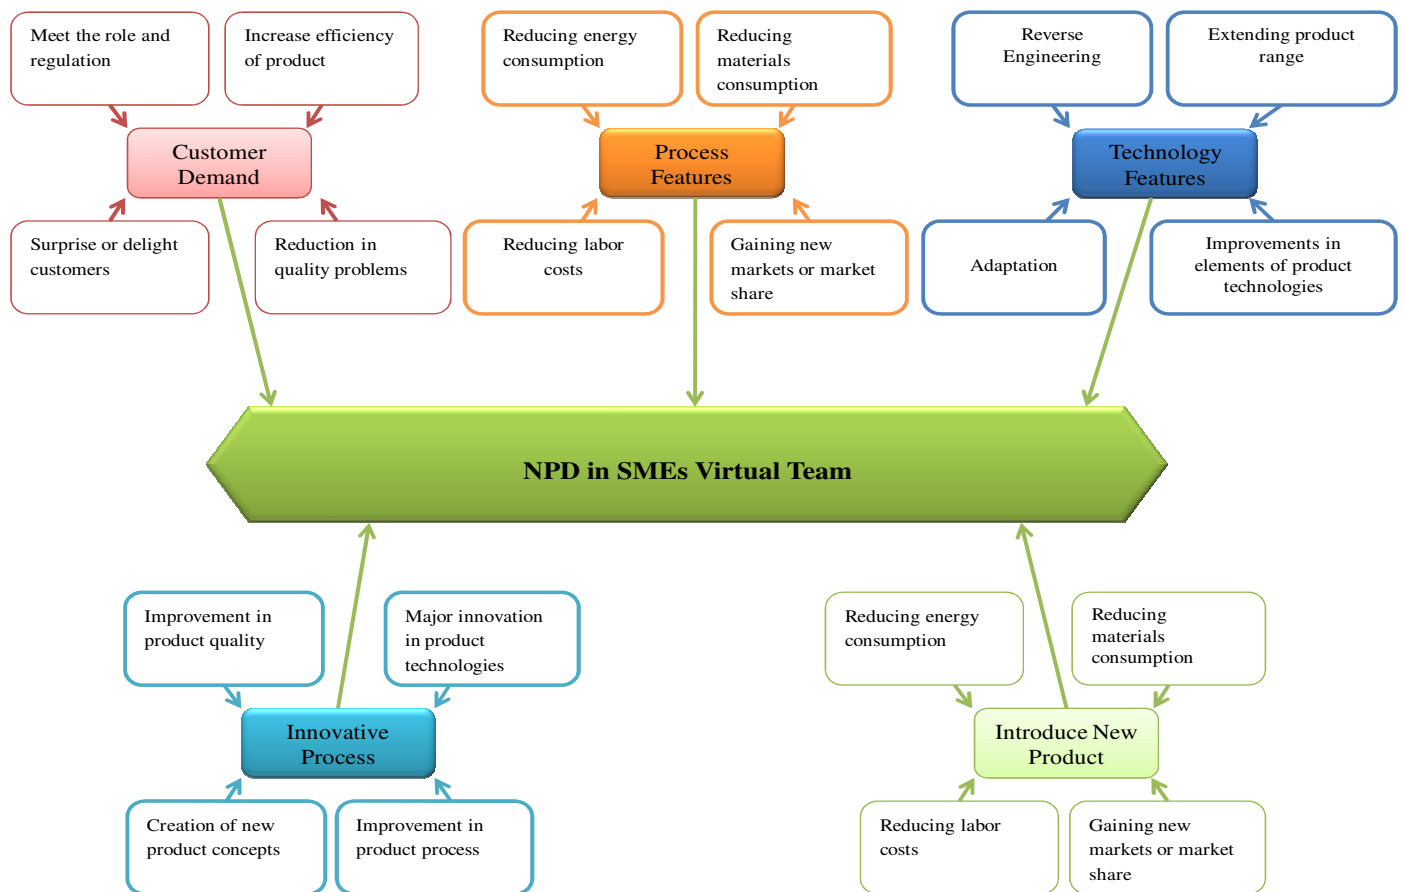 Meet the role and
regulation
Increase efficiency
of product
Customer
Demand
Surprise or delight
customers
Reduction in
quality problems
Reducing energy
consumption
Reducing
materials
consumption
Process
Features
Reducing labor
costs
Gaining new
markets or market
share
Reverse
Engineering
Extending product
range
Technology
Features
Adaptation
Improvements in
elements of product
technologies
NPD in SMEs Virtual Team
Improvement in
product quality
Major innovation
in product
technologies
Innovative
Process
Creation of new
product concepts
Improvement in
product process
Reducing energy
consumption
Reducing
materials
consumption
Introduce New
Product
Reducing labor
costs
Gaining new
markets or market
share